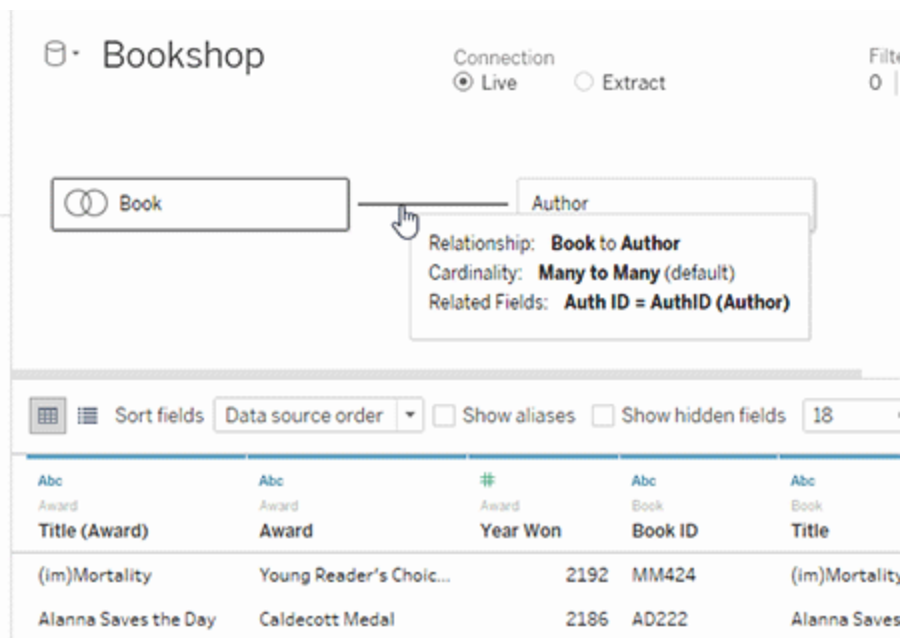 Bookshop
Connection
Live Extract
0
Book
Author
Relationship: Book to Author
Cardinality: Many to Many (default)
Related Fields: Auth ID = AuthID (Author)
Sort fields Data source order Show aliases Show hidden fields 18
Abc Abc # Abc Abc
Award Award Award Book Book
Title (Award) Award Year Won Book ID Title
(im)Mortality Young Reader's Choic... 2192 MM424 (im)Mortality
Alanna Saves the Day Caldecott Medal 2186 AD222 Alanna Saves